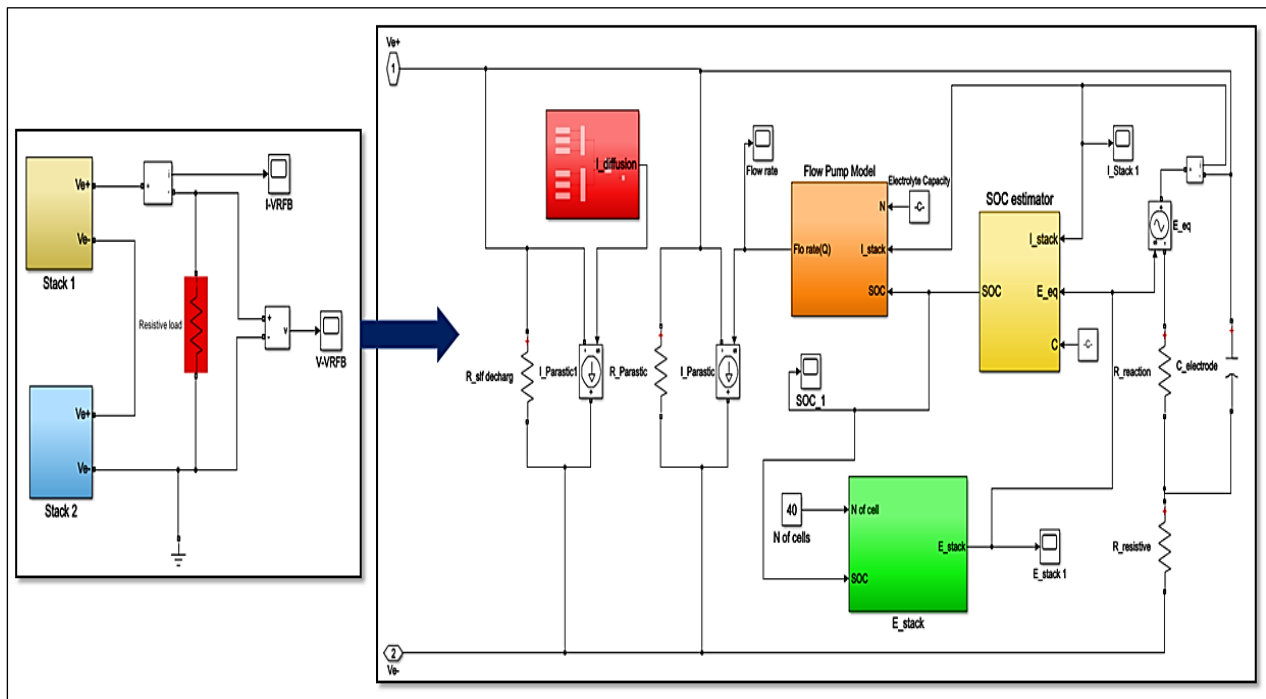 Ve+
Stack 1
Ve-
+
-
i
I-VRFB
Resistive load
+
-
v
V-VRFB
Ve+
Ve-
Stack 2
Ve+
1
I_diffusion
R_slf decharg
I_Parastic1
R_Parastic
I_Parastic
Flow rate
Flow Pump Model
Electrolyte Capacity
-C-
N
Flo rate(Q)
I_stack
SOC
SOC estimator
I_stack
SOC
E_eq
C
-C-
I_Stack 1
E_eq
R_reaction
C_electrode
SOC_1
40
N of cells
N of cell
E_stack
SOC
E_stack
E_stack 1
R_resistive
2
Ve-